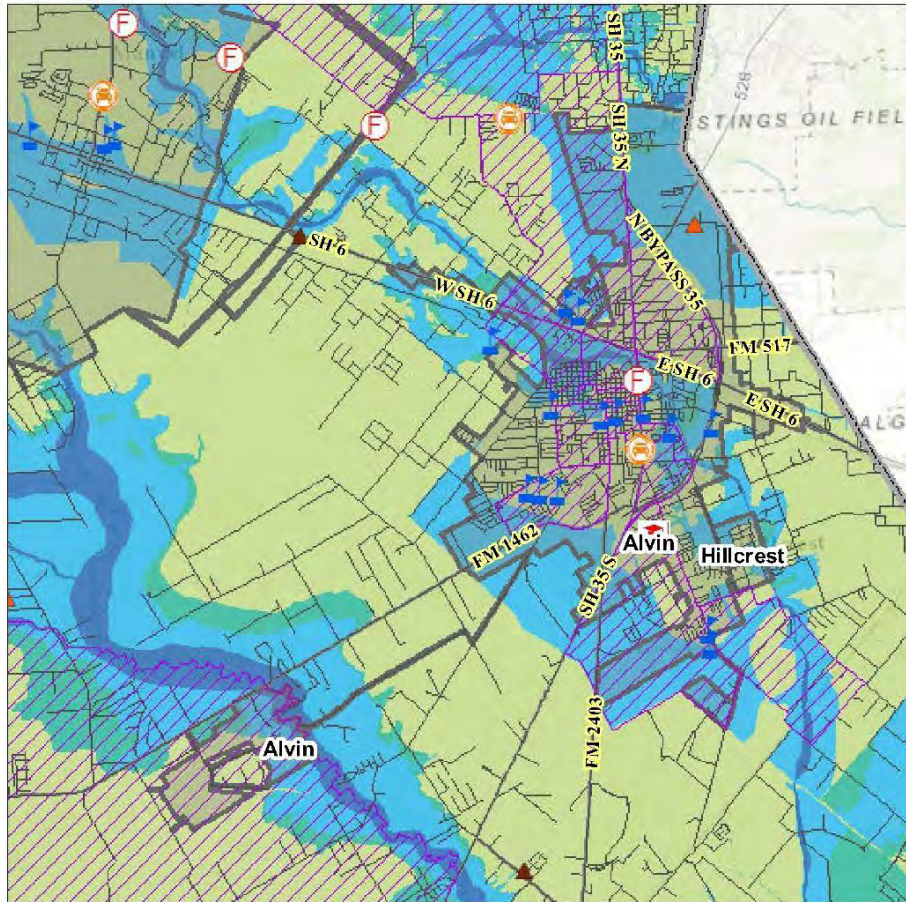 F
F
F
SH 35
528
STINGS OIL FIEL
SH 35 N
SH 6
N BYPASS 35
W SH 6
FM 517
E SH 6
F
E SH 6
ALG
FM 1462
Alvin
Hillcrest
SH 35 S
FM 2403
Alvin